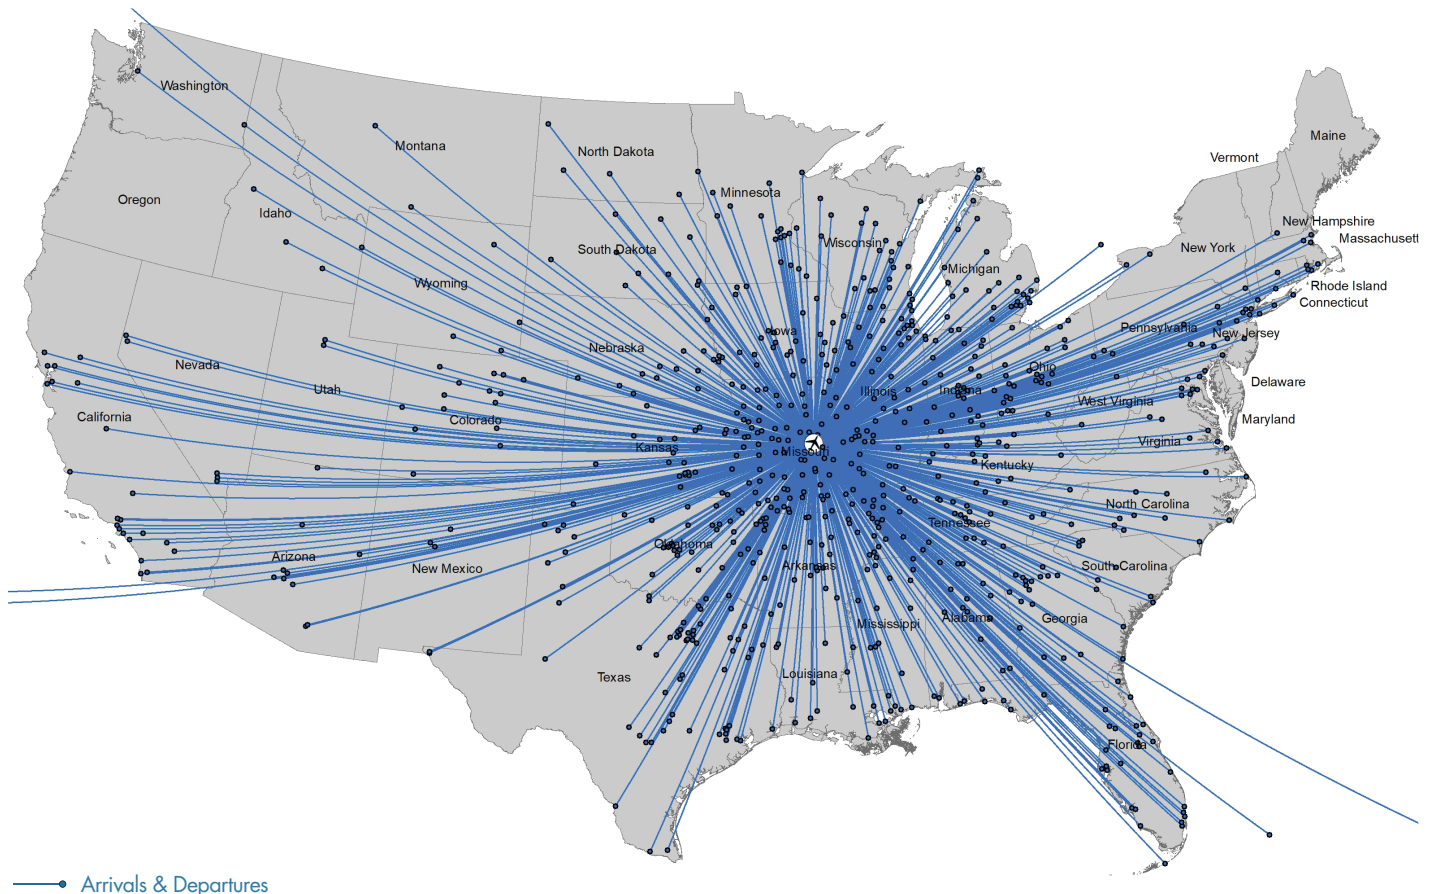 Washington
Montana
North Dakota
Minnesota
Maine
Vermont
Oregon
Idaho
South Dakota
Wisconsin
New Hampshire
Massachusett
New York
Michigan
Wyoming
Rhode Island
Connecticut
Iowa
Pennsylvania
New Jersey
Nebraska
Nevada
Ohio
Utah
Illinois
Indiana
Delaware
West Virginia
California
Colorado
Maryland
Kansas
Missouri
Virginia
Kentucky
North Carolina
Tennessee
Oklahoma
Arizona
New Mexico
Arkansas
South Carolina
Mississippi
Alabama
Georgia
Texas
Louisiana
Florida
Arrivals & Departures